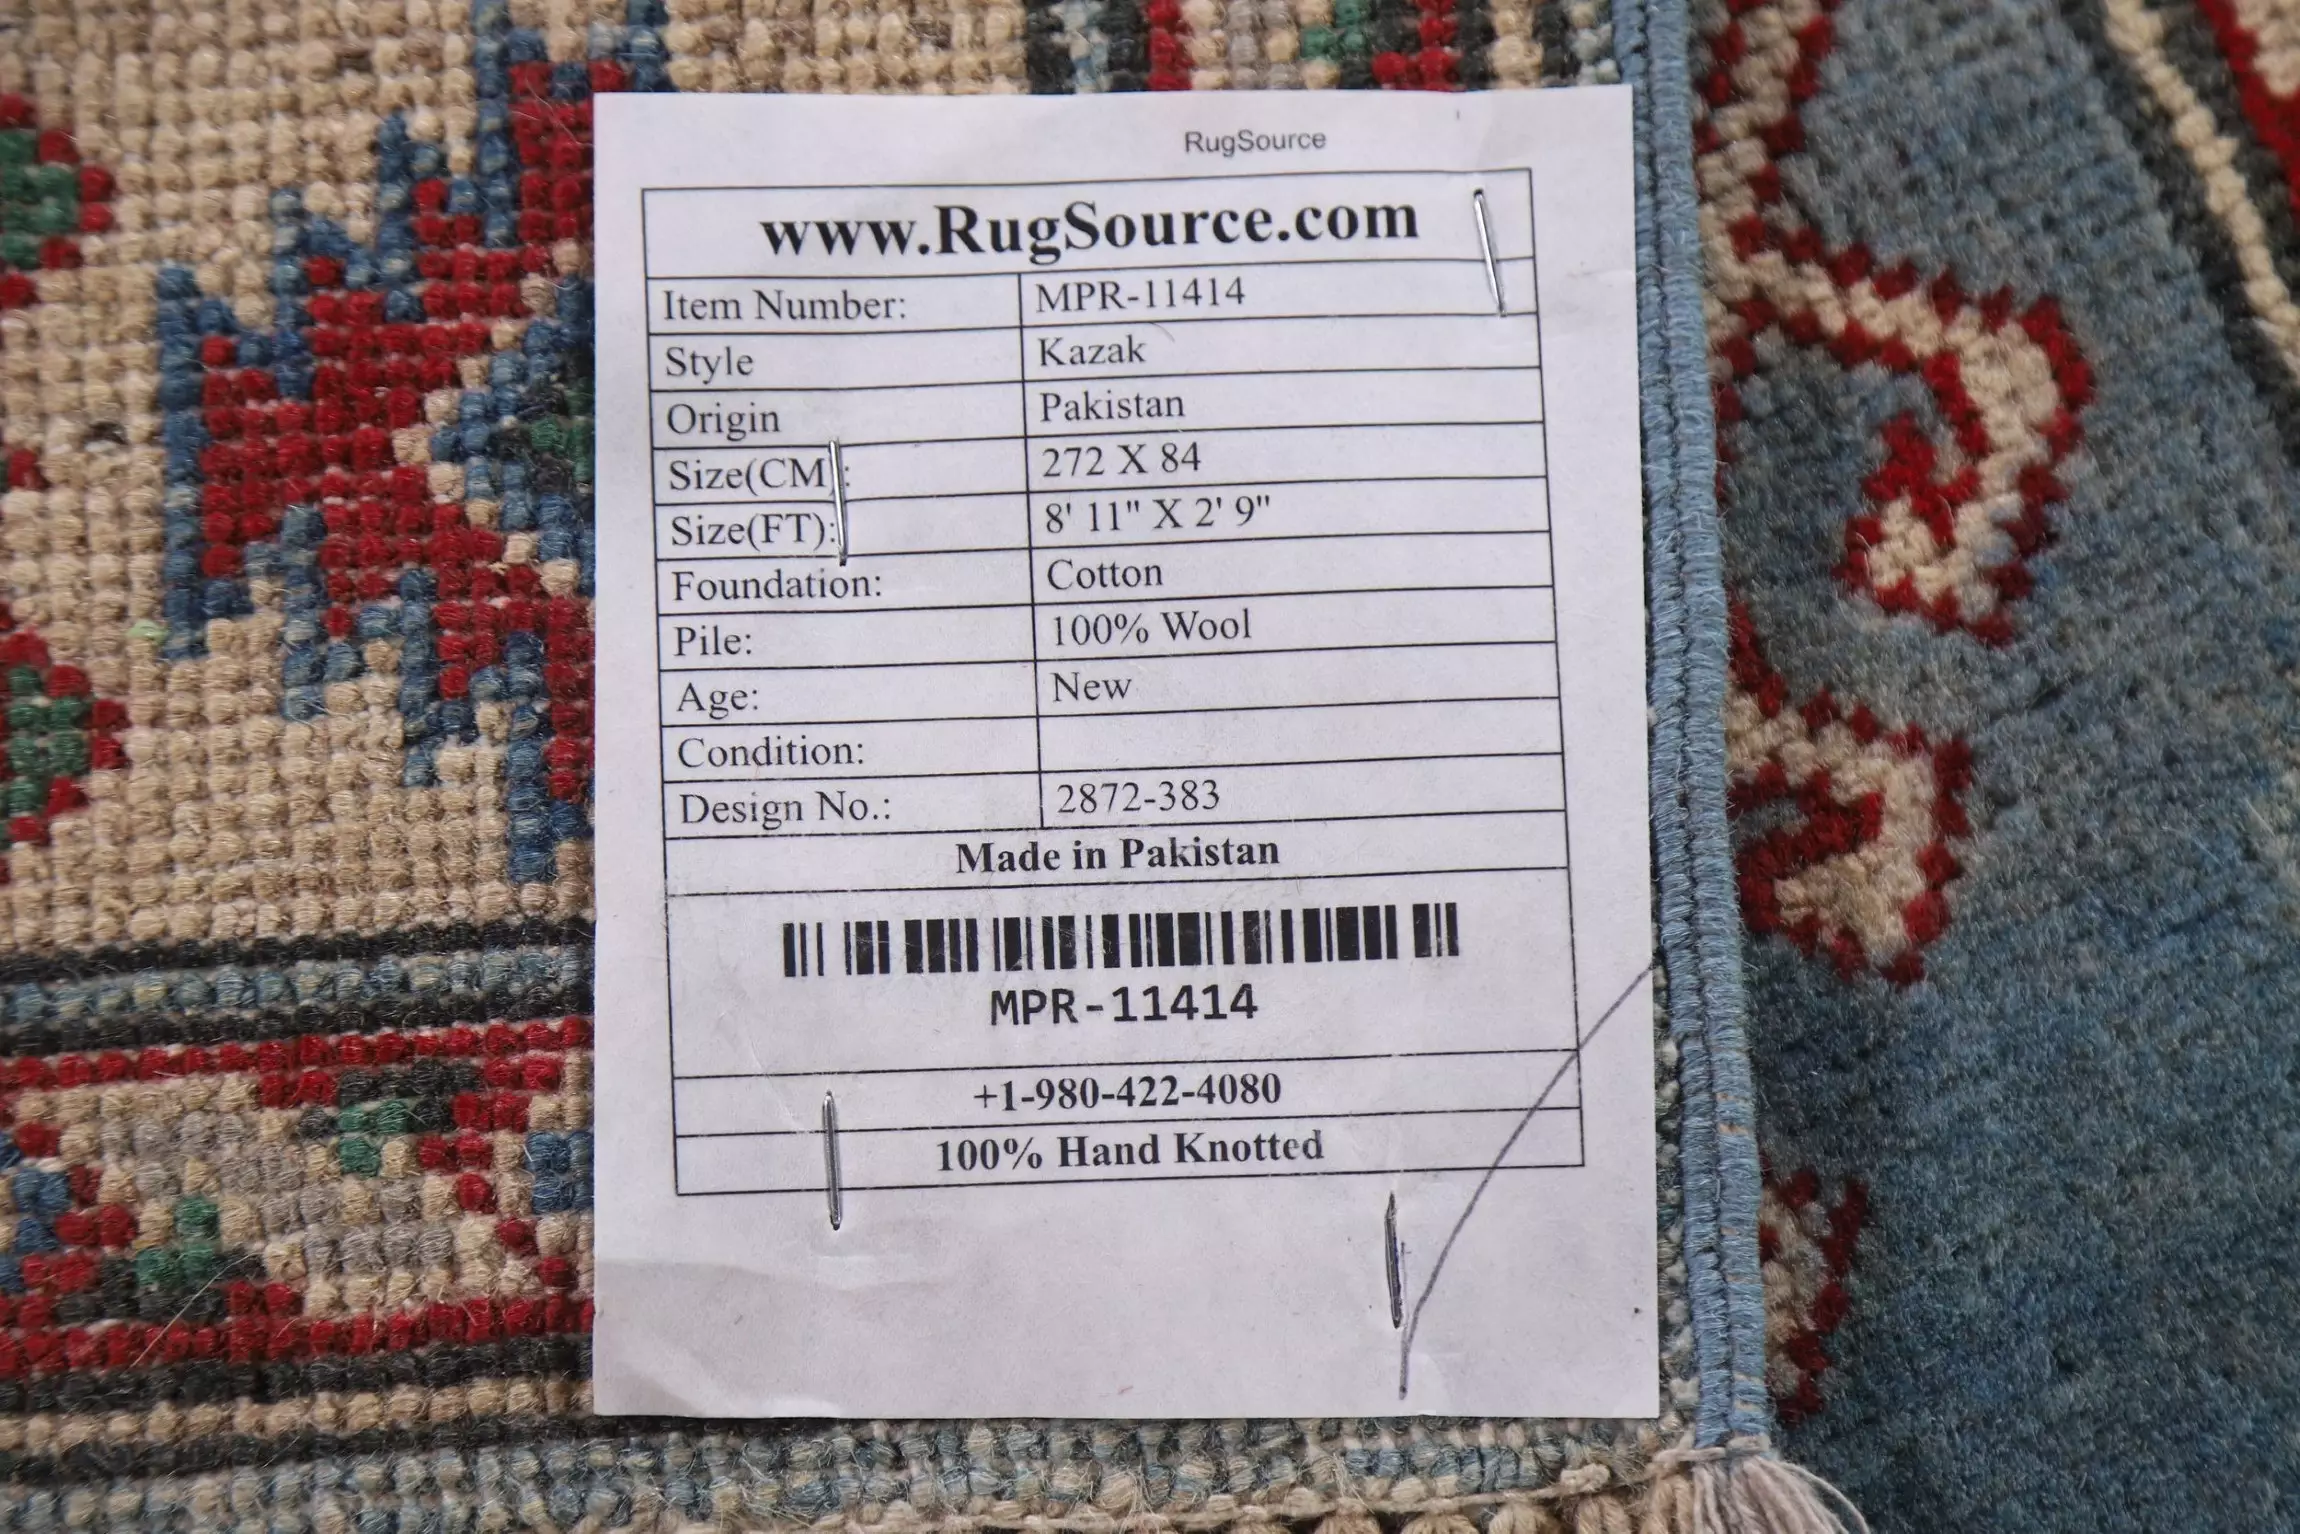 RugSource
www.RugSource.com
Item Number: MPR-11414
Style Kazak
Origin Pakistan
Size(CM): 272 X 84
Size(FT): 8' 11" X 2' 9"
Foundation: Cotton
Pile: 100% Wool
Age: New
Condition:
Design No.: 2872-383
Made in Pakistan
MPR-11414
+1-980-422-4080
100% Hand Knotted